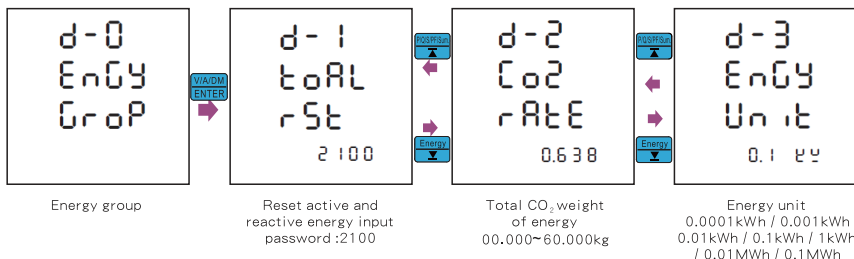 d-0
EnGY
GroP
V/A/DM
ENTER
d-1
toAL
rSt
2100
P/Q/S/PF/Sum
Energy
d-2
Co2
rAtE
0.638
P/Q/S/PF/Sum
Energy
d-3
EnGY
Unit
0.1
Energy group
Reset active and
reactive energy input
password :2100
Total CO₂ weight
of energy
00.000~60.000kg
Energy unit
0.0001kWh / 0.001kWh
0.01kWh / 0.1kWh / 1kWh
/ 0.01MWh / 0.1MWh